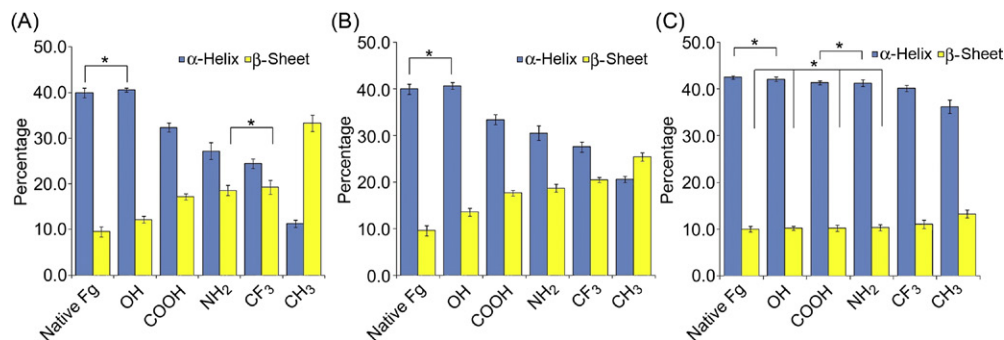 (A)
50.0
40.0
30.0
20.0
10.0
0.0
Percentage
α-Helix β-Sheet
*
*
Native Fg OH COOH NH₂ CF₃ CH₃
(B)
50.0
40.0
30.0
20.0
10.0
0.0
Percentage
α-Helix β-Sheet
*
Native Fg OH COOH NH₂ CF₃ CH₃
(C)
50.0
40.0
30.0
20.0
10.0
0.0
Percentage
α-Helix β-Sheet
*
*
*
Native Fg OH COOH NH₂ CF₃ CH₃